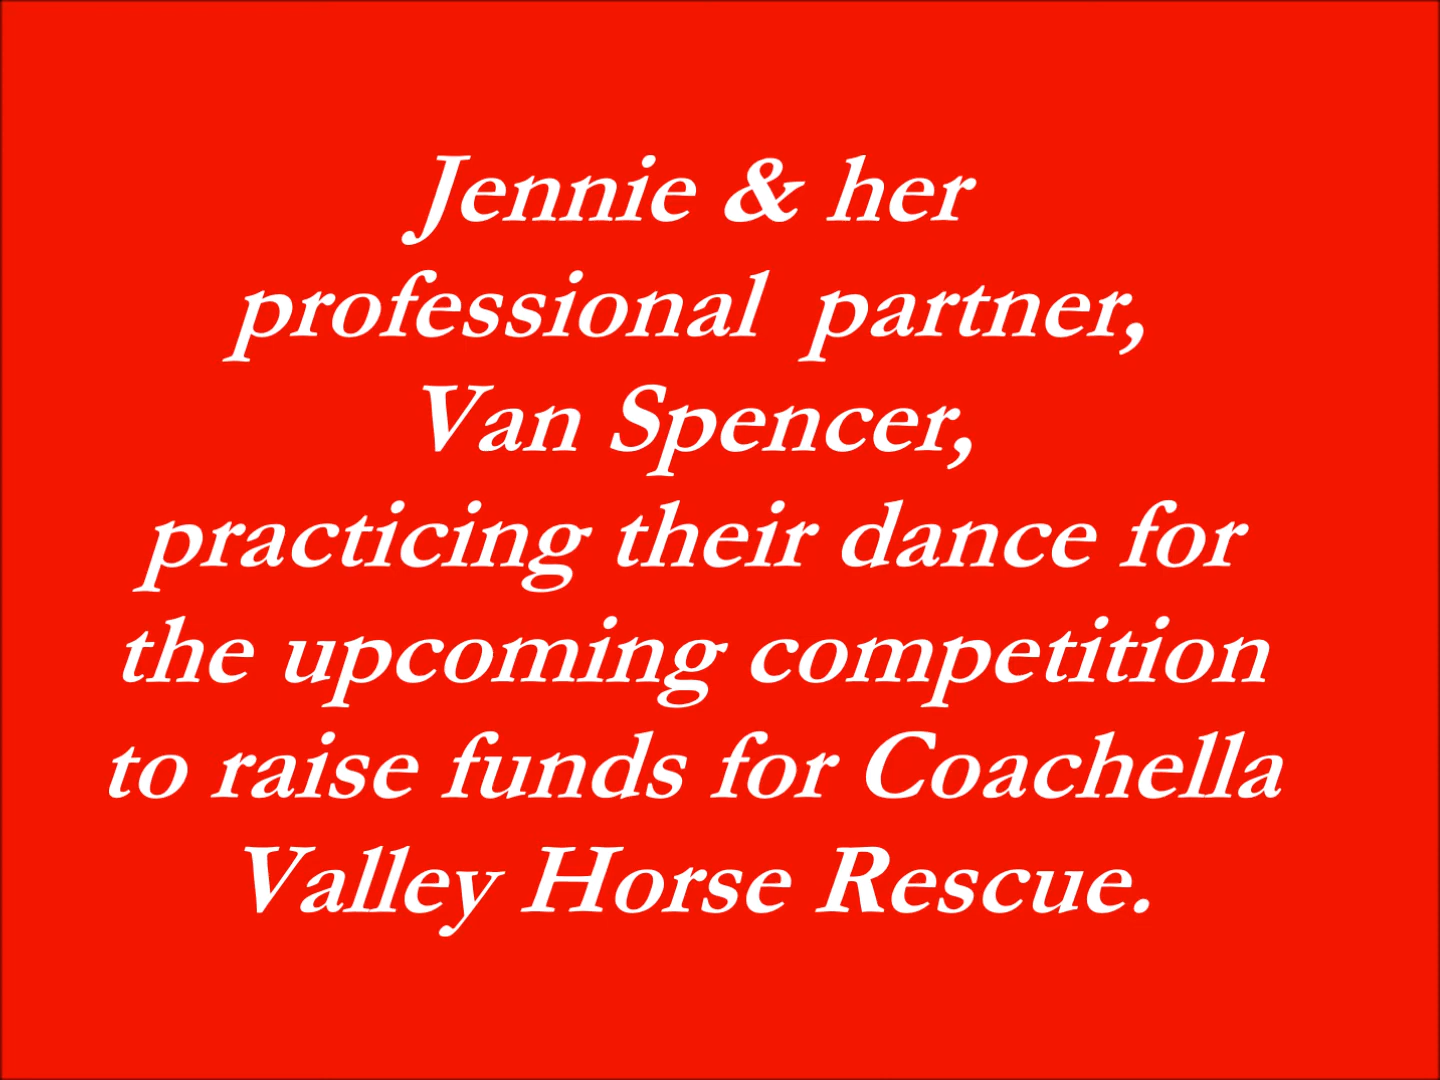 Jennie & her
professional  partner,
Van Spencer,
practicing their dance for
the upcoming competition
to raise funds for Coachella
Valley Horse Rescue.